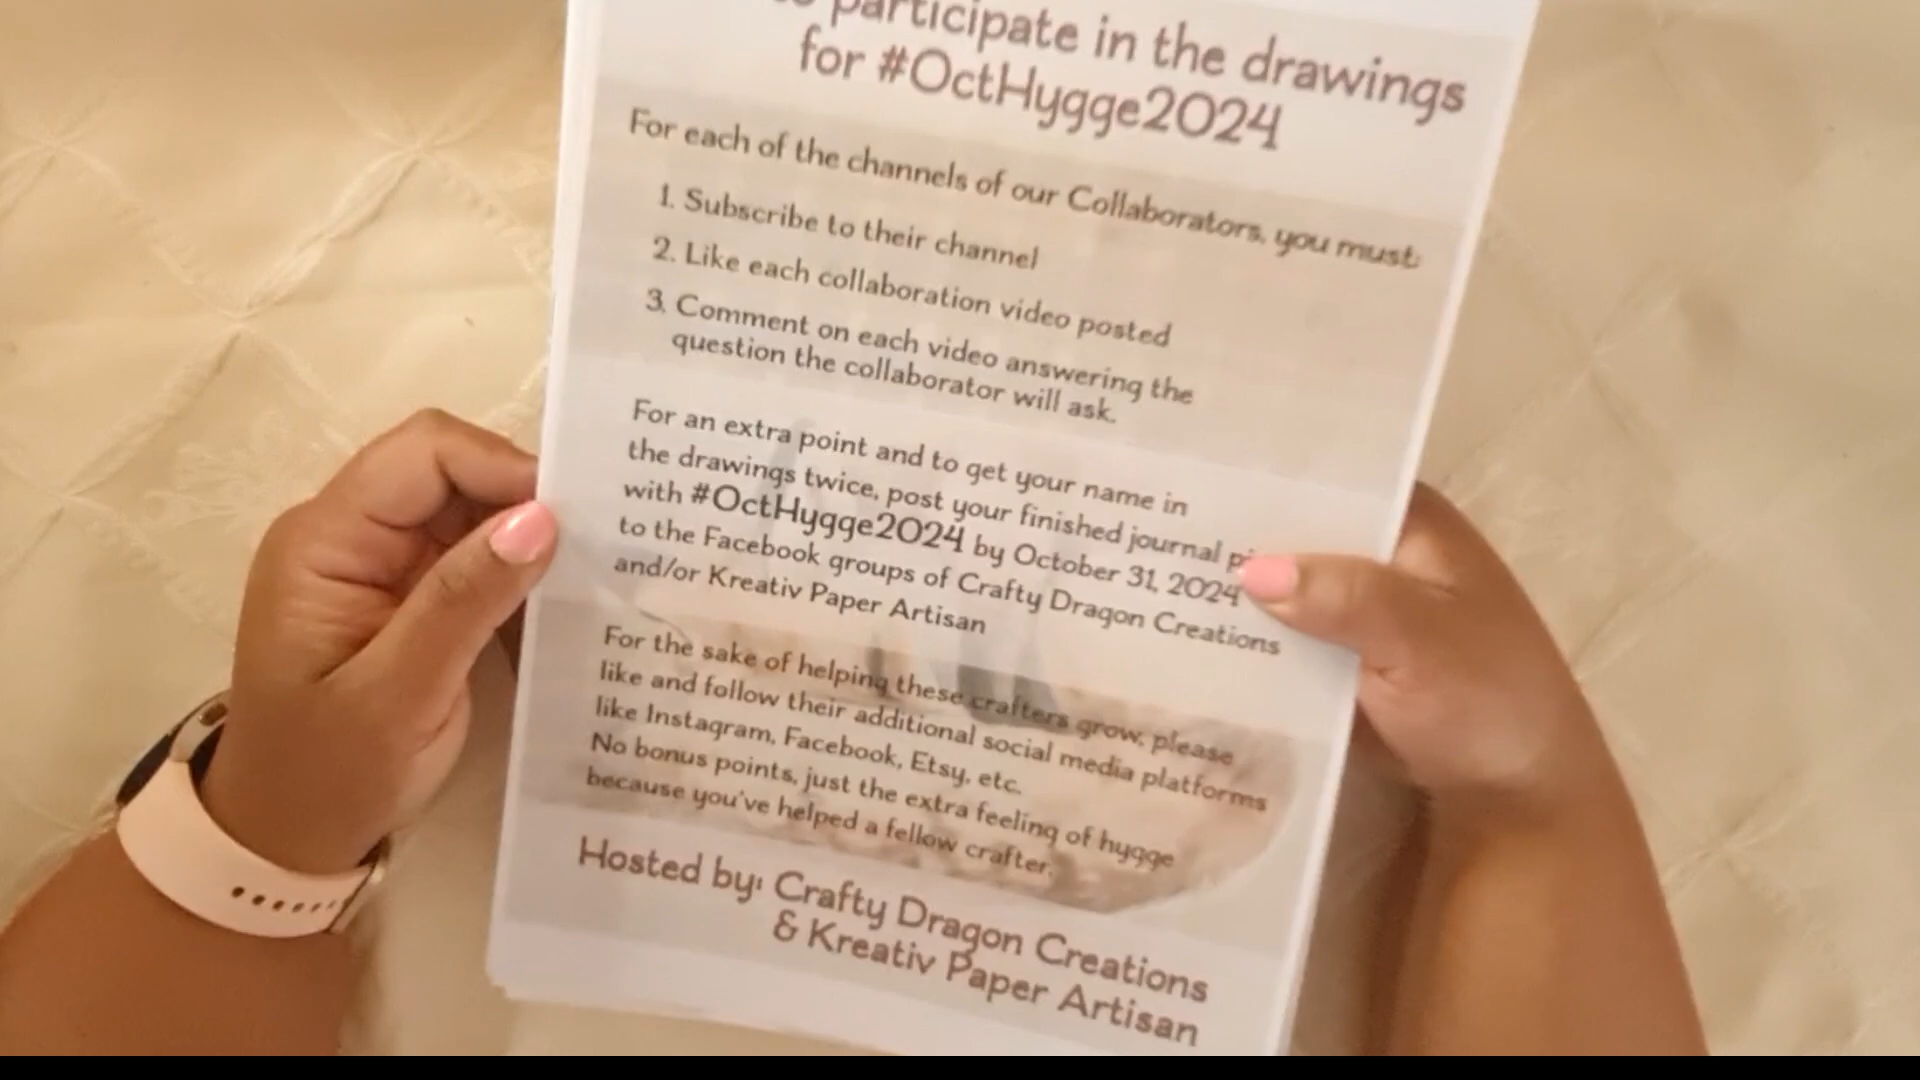 participate in the drawings
for #OctHygge2024
For each of the channels of our Collaborators, you must:
1. Subscribe to their channel
2. Like each collaboration video posted
3. Comment on each video answering the
question the collaborator will ask.
For an extra point and to get your name in
the drawings twice, post your finished journal
with #OctHygge2024 by October 31, 2024
to the Facebook groups of Crafty Dragon Creations
and/or Kreativ Paper Artisan
For the sake of helping these crafters grow, please
like and follow their additional social media platforms
like Instagram, Facebook, Etsy, etc.
No bonus points, just the extra feeling of hygge
because you've helped a fellow crafter.
Hosted by: Crafty Dragon Creations
& Kreativ Paper Artisan